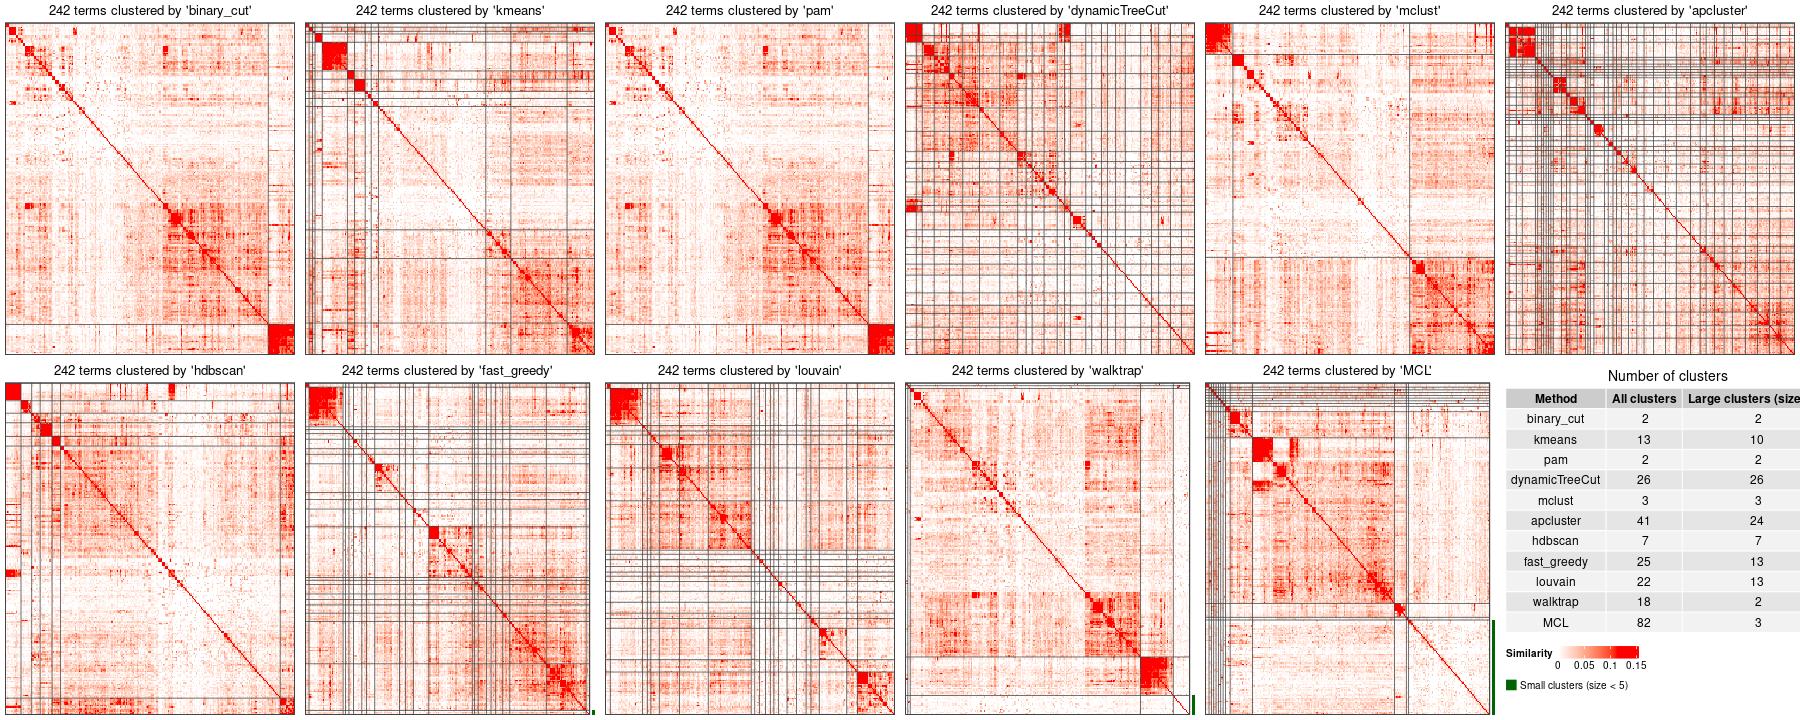 242 terms clustered by 'binary_cut'
242 terms clustered by 'kmeans'
242 terms clustered by 'pam'
242 terms clustered by 'dynamicTreeCut'
242 terms clustered by 'mclust'
242 terms clustered by 'apcluster'
242 terms clustered by 'hdbscan'
242 terms clustered by 'fast_greedy'
242 terms clustered by 'louvain'
242 terms clustered by 'walktrap'
242 terms clustered by 'MCL'
Number of clusters
Method All clusters Large clusters (size
binary_cut 2 2
kmeans 13 10
pam 2 2
dynamicTreeCut 26 26
mclust 3 3
apcluster 41 24
hdbscan 7 7
fast_greedy 25 13
louvain 22 13
walktrap 18 2
MCL 82 3
Similarity
0 0.05 0.1 0.15
Small clusters (size < 5)